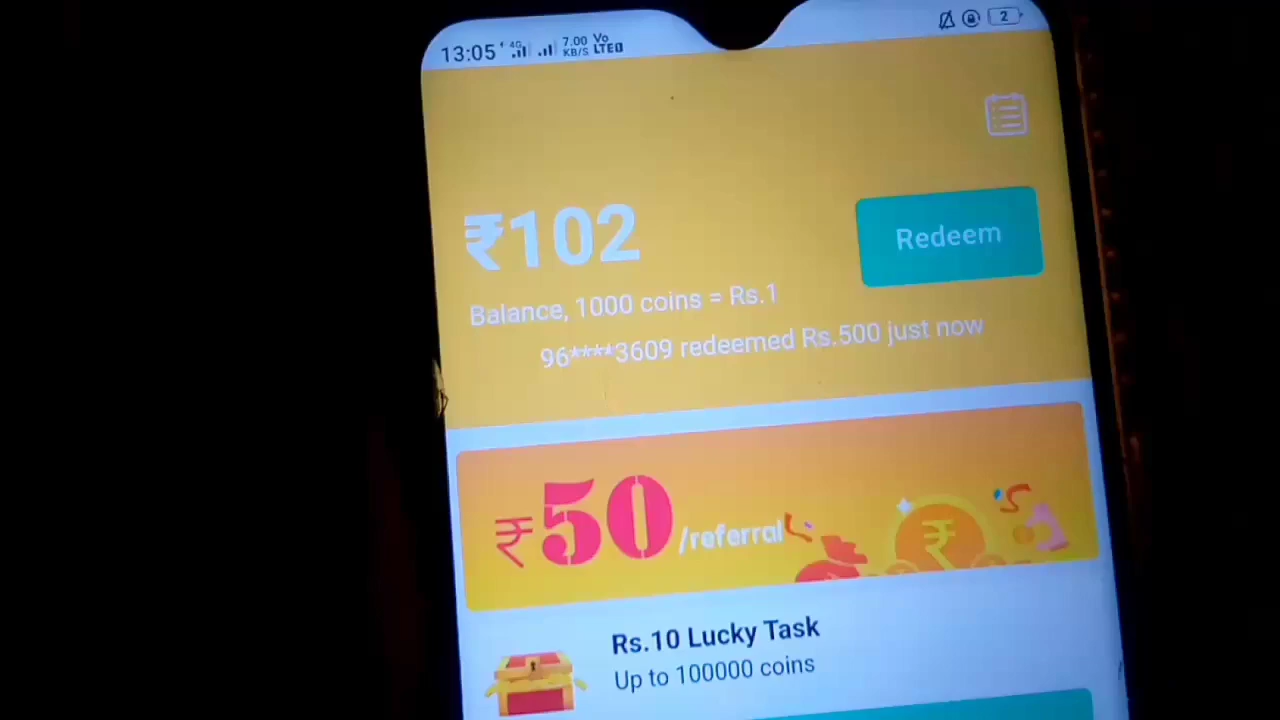 13:05 4G 7.00 KB/S Vo LTE 2
₹102
Redeem
Balance, 1000 coins = Rs.1
96****3609 redeemed Rs.500 just now
₹50/referral
Rs.10 Lucky Task
Up to 100000 coins